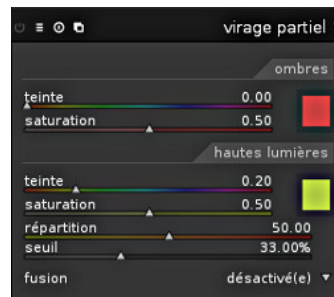 virage partiel
ombres
teinte 0.00
saturation 0.50
hautes lumières
teinte 0.20
saturation 0.50
répartition 50.00
seuil 33.00%
fusion désactivé(e)